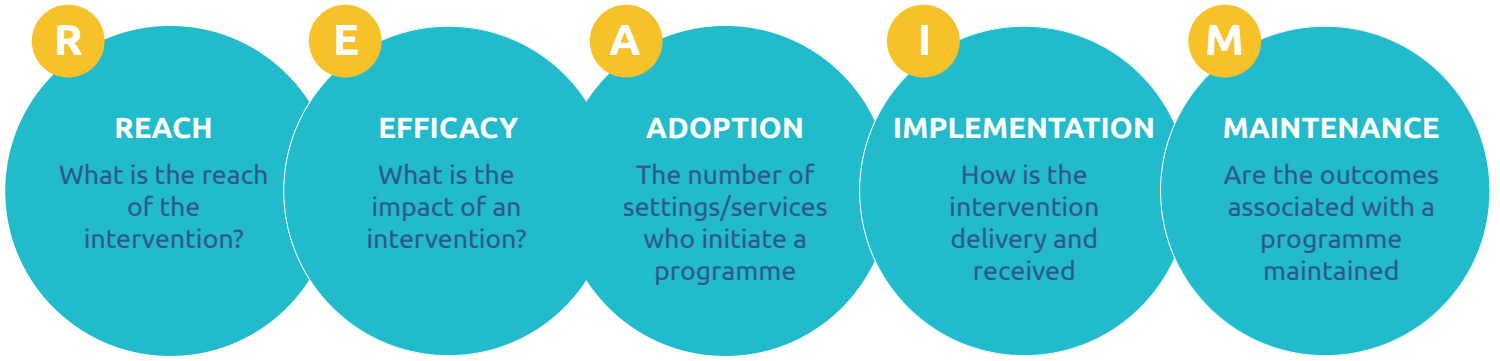 R
REACH
What is the reach
of the
intervention?
E
EFFICACY
What is the
impact of an
intervention?
A
ADOPTION
The number of
settings/services
who initiate a
programme
I
IMPLEMENTATION
How is the
intervention
delivery and
received
M
MAINTENANCE
Are the outcomes
associated with a
programme
maintained